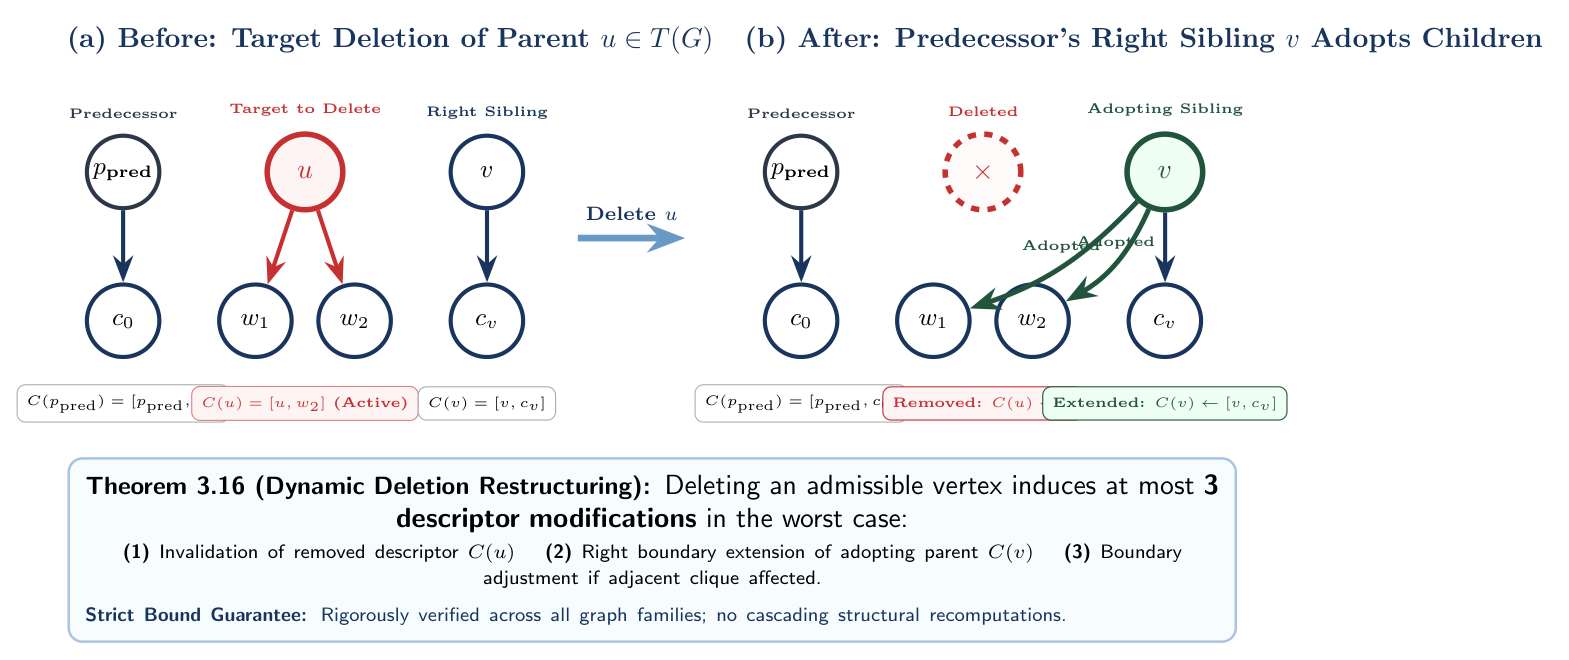 (a) Before: Target Deletion of Parent u ∈ T(G)
(b) After: Predecessor's Right Sibling v Adopts Children
Predecessor
Target to Delete
Right Sibling
Predecessor
Deleted
Adopting Sibling
p_pred
u
v
p_pred
×
v
Delete u
Adopted
Adopted
c_0
w_1
w_2
c_v
c_0
w_1
w_2
c_v
C(p_pred) = [p_pred,
C(u) = [u, w_2] (Active)
C(v) = [v, c_v]
C(p_pred) = [p_pred, c
Removed: C(u)
Extended: C(v) ← [v, c_v]
Theorem 3.16 (Dynamic Deletion Restructuring): Deleting an admissible vertex induces at most 3
descriptor modifications in the worst case:
(1) Invalidation of removed descriptor C(u) (2) Right boundary extension of adopting parent C(v) (3) Boundary
adjustment if adjacent clique affected.
Strict Bound Guarantee: Rigorously verified across all graph families; no cascading structural recomputations.